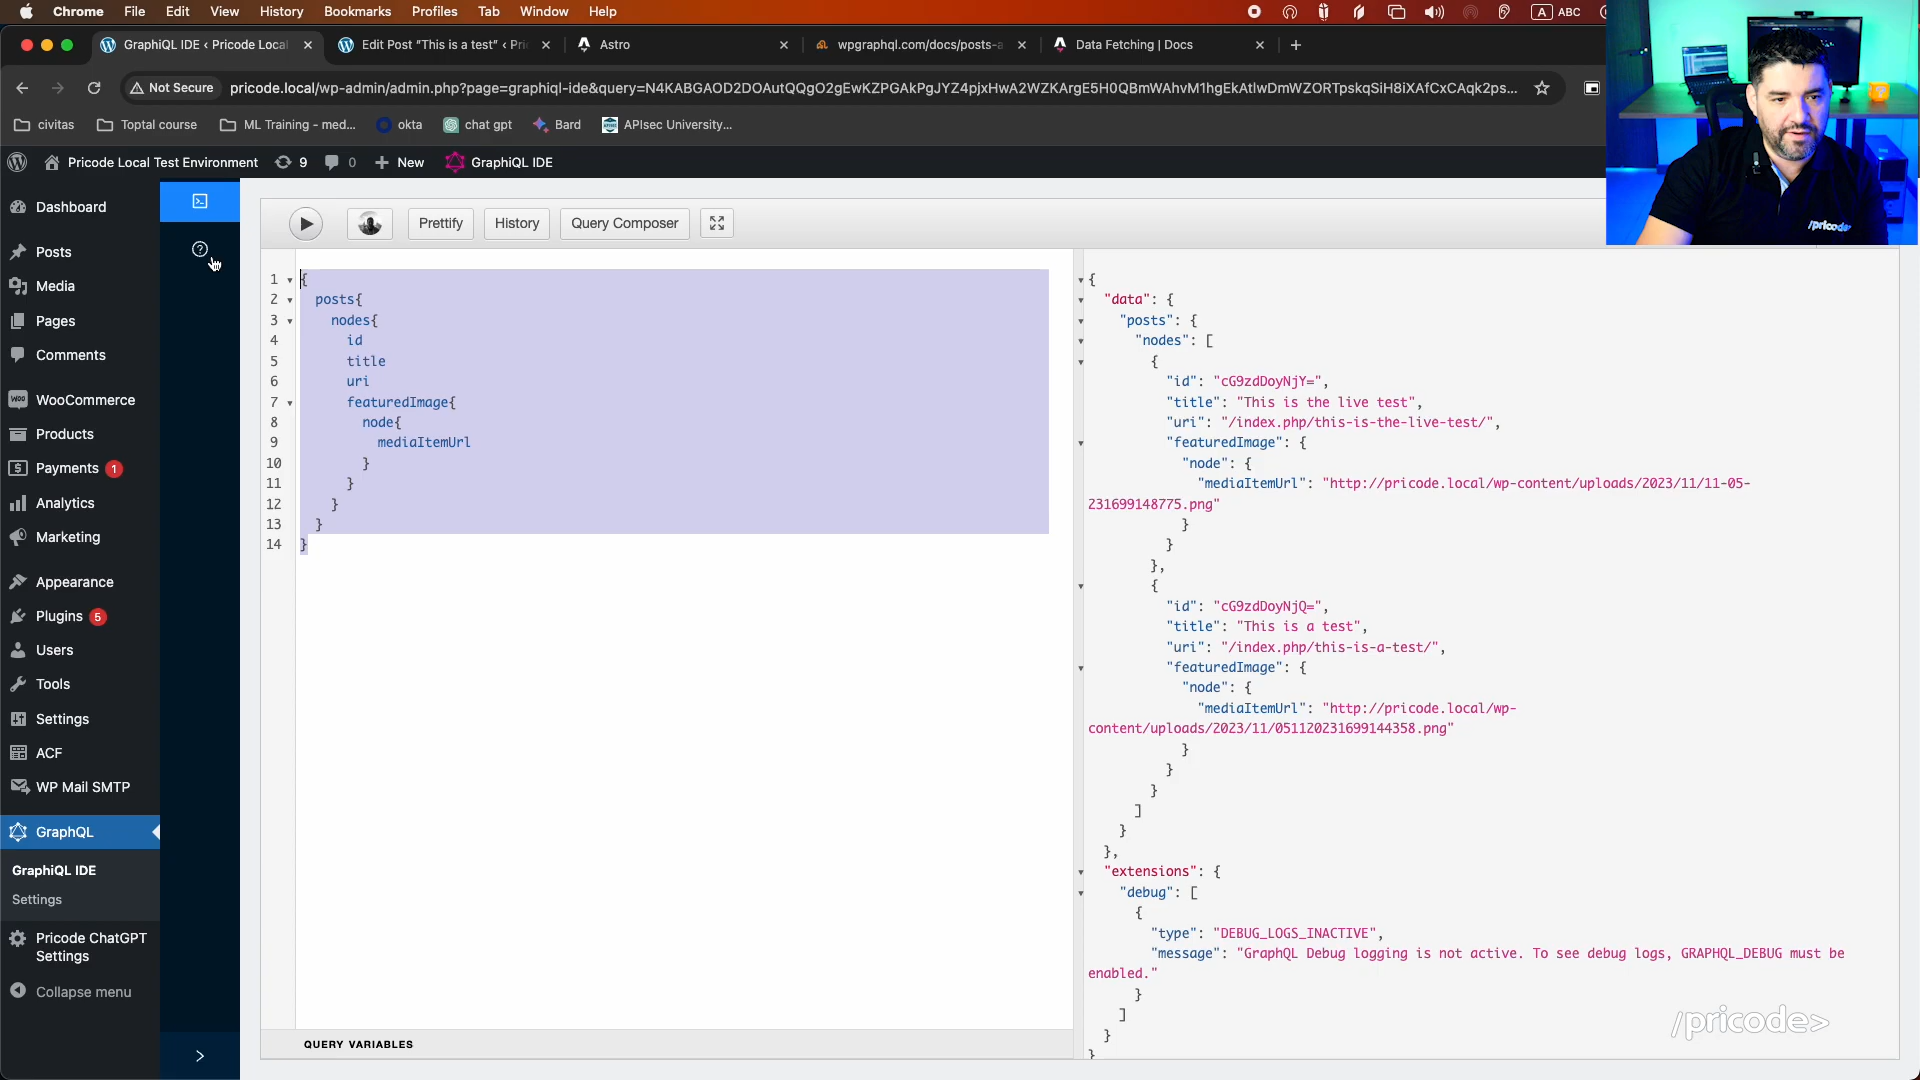 Chrome File Edit View History Bookmarks Profiles Tab Window Help A ABC
GraphiQL IDE ‹ Pricode Local Edit Post "This is a test" ‹ Pri Astro wpgraphql.com/docs/posts-a Data Fetching | Docs
Not Secure pricode.local/wp-admin/admin.php?page=graphiql-ide&query=N4KABGAOD2DOAutQQgO2gEwKZPGAkPgJYZ4pjxHwA2WZKArgE5H0QBmWAhvM1hgEkAtlwDmWZORTpskqSiH8iXAfCxCAqk2ps...
civitas Toptal course ML Training - med... okta chat gpt Bard APIsec University...
Pricode Local Test Environment 9 0 New GraphiQL IDE
Dashboard
Posts
Media
Pages
Comments
WooCommerce
Products
Payments 1
Analytics
Marketing
Appearance
Plugins 5
Users
Tools
Settings
ACF
WP Mail SMTP
GraphQL
GraphiQL IDE
Settings
Pricode ChatGPT
Settings
Collapse menu
Prettify History Query Composer
1 {
2 posts{
3 nodes{
4 id
5 title
6 uri
7 featuredImage{
8 node{
9 mediaItemUrl
10 }
11 }
12 }
13 }
14 }
QUERY VARIABLES
{
"data": {
"posts": {
"nodes": [
{
"id": "cG9zdDoyNjY=",
"title": "This is the live test",
"uri": "/index.php/this-is-the-live-test/",
"featuredImage": {
"node": {
"mediaItemUrl": "http://pricode.local/wp-content/uploads/2023/11/11-05-
231699148775.png"
}
}
},
{
"id": "cG9zdDoyNjQ=",
"title": "This is a test",
"uri": "/index.php/this-is-a-test/",
"featuredImage": {
"node": {
"mediaItemUrl": "http://pricode.local/wp-
content/uploads/2023/11/051120231699144358.png"
}
}
}
]
}
},
"extensions": {
"debug": [
{
"type": "DEBUG_LOGS_INACTIVE",
"message": "GraphQL Debug logging is not active. To see debug logs, GRAPHQL_DEBUG must be
enabled."
}
]
}
}
/pricode>
/pricode>